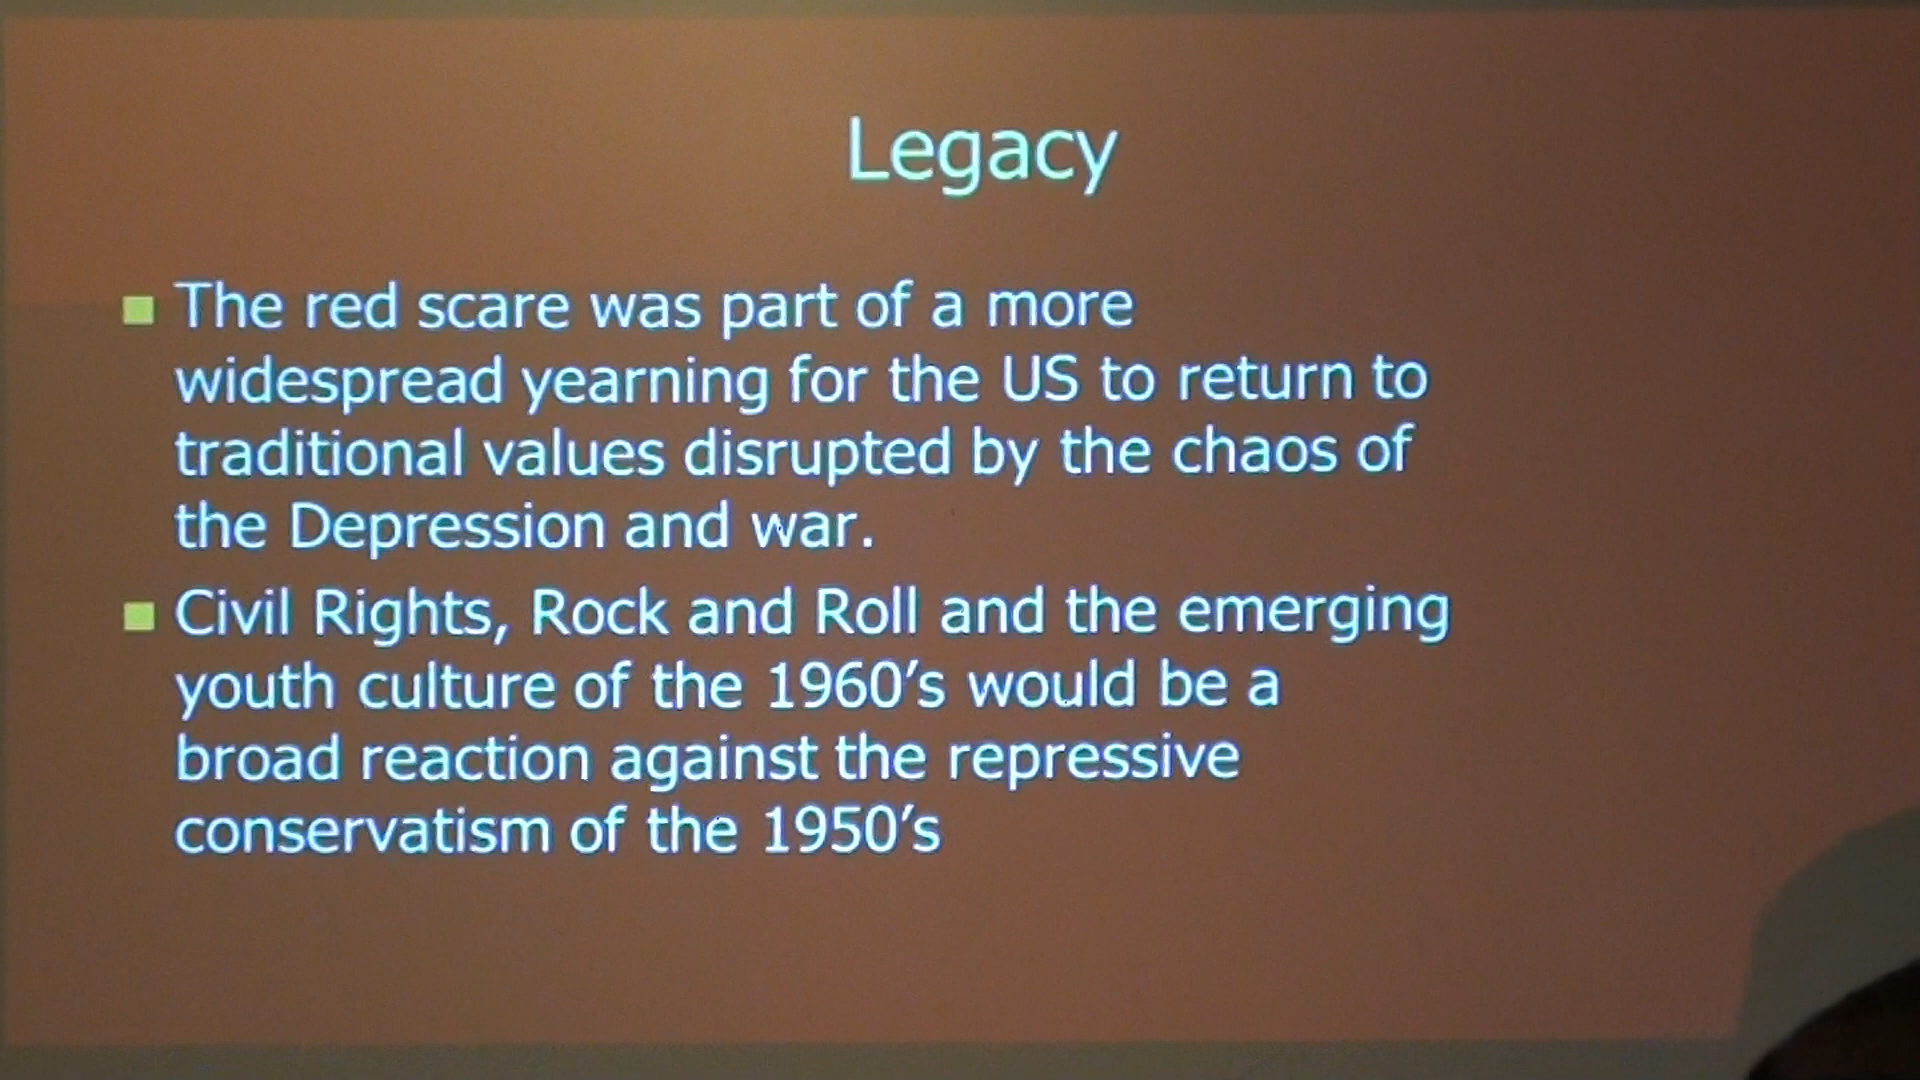 Legacy
The red scare was part of a more
widespread yearning for the US to return to
traditional values disrupted by the chaos of
the Depression and war.
Civil Rights, Rock and Roll and the emerging
youth culture of the 1960’s would be a
broad reaction against the repressive
conservatism of the 1950’s